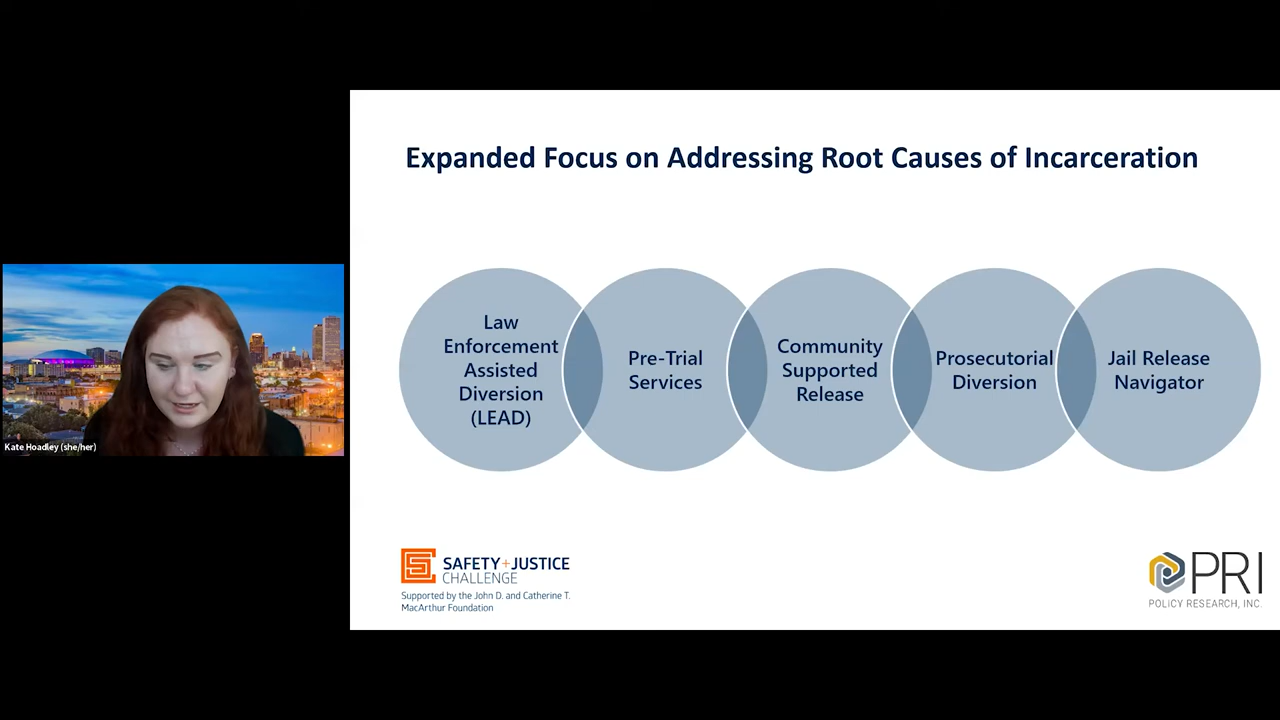 Expanded Focus on Addressing Root Causes of Incarceration
Law
Enforcement
Assisted
Diversion
(LEAD)
Pre-Trial
Services
Community
Supported
Release
Prosecutorial
Diversion
Jail Release
Navigator
Kate Hoadley (she/her)
SAFETY+JUSTICE
CHALLENGE
Supported by the John D. and Catherine T.
MacArthur Foundation
PRI
POLICY RESEARCH, INC.